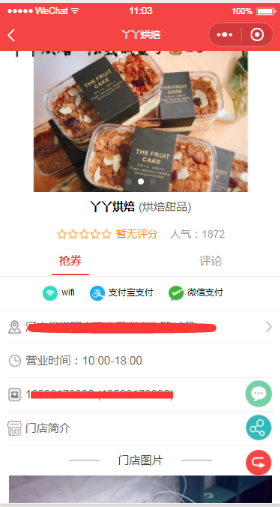 WeChat 11:03 100%
丫丫烘焙
THE FRUIT CAKE
THE FRUIT CAKE
THE FRUIT CAKE
丫丫烘焙 (烘焙甜品)
暂无评分 人气：1872
抢券 评论
wifi 支付宝支付 微信支付
营业时间：10:00-18:00
门店简介
门店图片